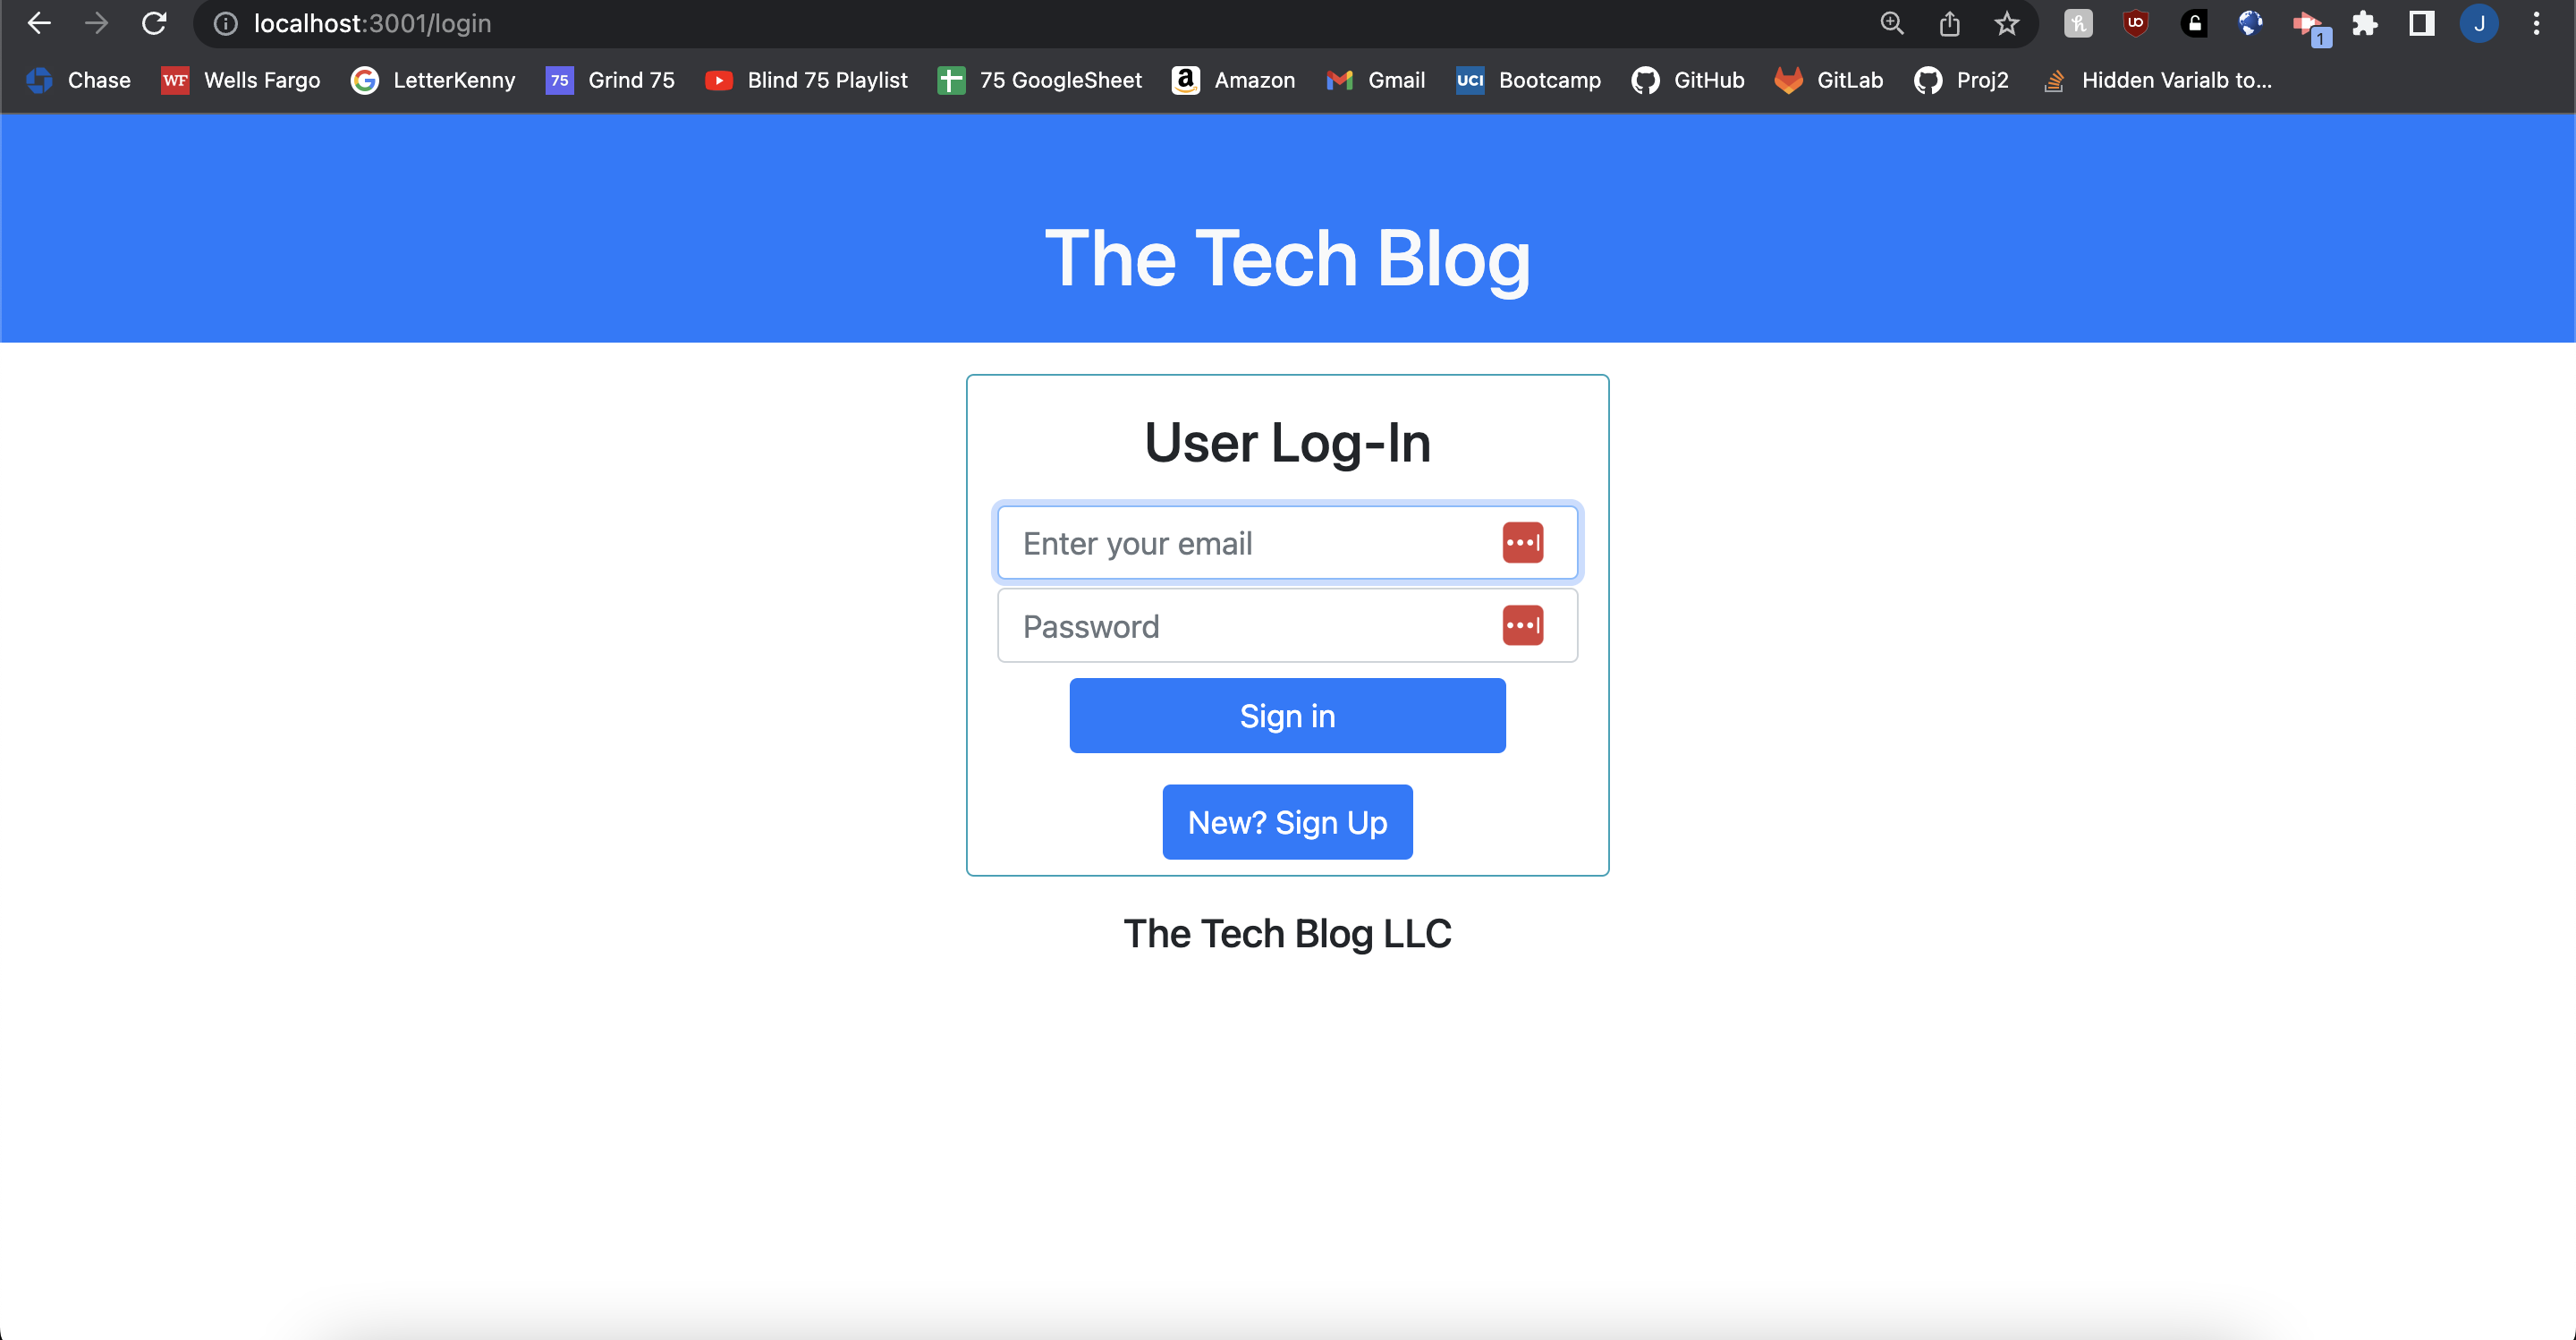 localhost:3001/login
1
J
Chase WF Wells Fargo LetterKenny 75 Grind 75 Blind 75 Playlist 75 GoogleSheet Amazon Gmail UCI Bootcamp GitHub GitLab Proj2 Hidden Varialb to...
The Tech Blog
User Log-In
Enter your email
Password
Sign in
New? Sign Up
The Tech Blog LLC